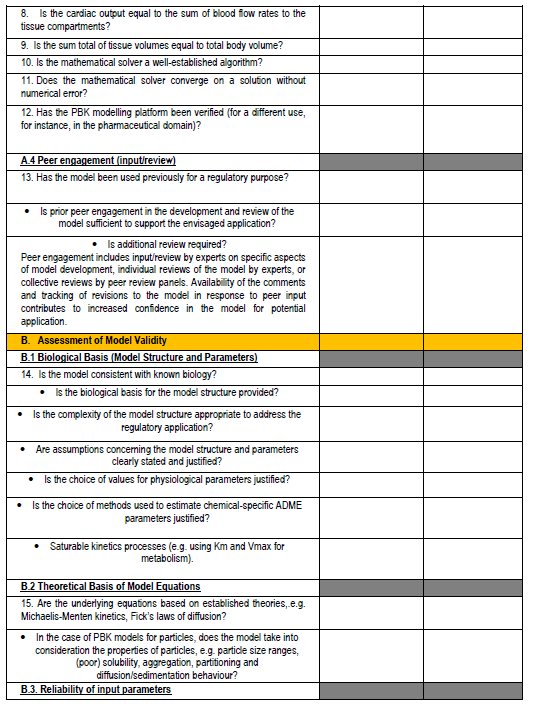 8. Is the cardiac output equal to the sum of blood flow rates to the
tissue compartments?
9. Is the sum total of tissue volumes equal to total body volume?
10. Is the mathematical solver a well-established algorithm?
11. Does the mathematical solver converge on a solution without
numerical error?
12. Has the PBK modelling platform been verified (for a different use,
for instance, in the pharmaceutical domain)?
A.4 Peer engagement (input/review)
13. Has the model been used previously for a regulatory purpose?
• Is prior peer engagement in the development and review of the
model sufficient to support the envisaged application?
• Is additional review required?
Peer engagement includes input/review by experts on specific aspects
of model development, individual reviews of the model by experts, or
collective reviews by peer review panels. Availability of the comments
and tracking of revisions to the model in response to peer input
contributes to increased confidence in the model for potential
application.
B. Assessment of Model Validity
B.1 Biological Basis (Model Structure and Parameters)
14. Is the model consistent with known biology?
• Is the biological basis for the model structure provided?
• Is the complexity of the model structure appropriate to address the
regulatory application?
• Are assumptions concerning the model structure and parameters
clearly stated and justified?
• Is the choice of values for physiological parameters justified?
• Is the choice of methods used to estimate chemical-specific ADME
parameters justified?
• Saturable kinetics processes (e.g. using Km and Vmax for
metabolism).
B.2 Theoretical Basis of Model Equations
15. Are the underlying equations based on established theories,.e.g.
Michaelis-Menten kinetics, Fick's laws of diffusion?
• In the case of PBK models for particles, does the model take into
consideration the properties of particles, e.g. particle size ranges,
(poor) solubility, aggregation, partitioning and
diffusion/sedimentation behaviour?
B.3. Reliability of input parameters